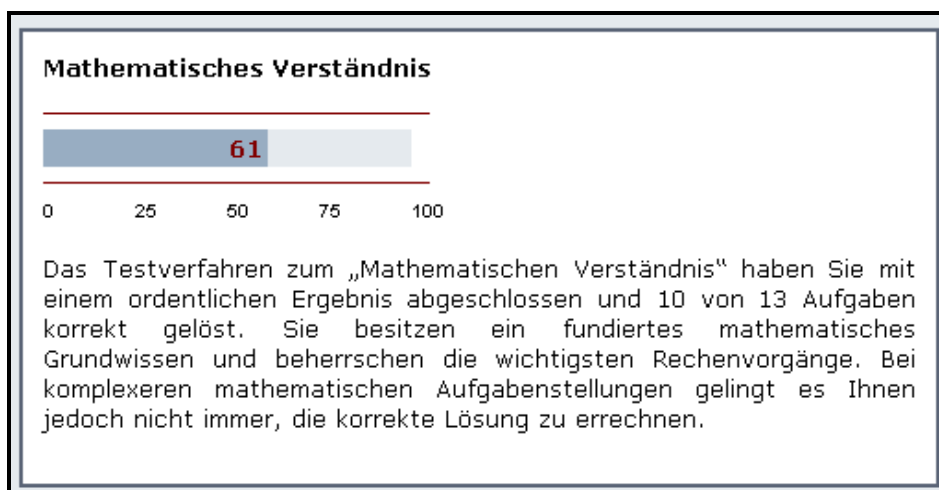 Mathematisches Verständnis
61
0 25 50 75 100
Das Testverfahren zum „Mathematischen Verständnis“ haben Sie mit
einem ordentlichen Ergebnis abgeschlossen und 10 von 13 Aufgaben
korrekt gelöst. Sie besitzen ein fundiertes mathematisches
Grundwissen und beherrschen die wichtigsten Rechenvorgänge. Bei
komplexeren mathematischen Aufgabenstellungen gelingt es Ihnen
jedoch nicht immer, die korrekte Lösung zu errechnen.